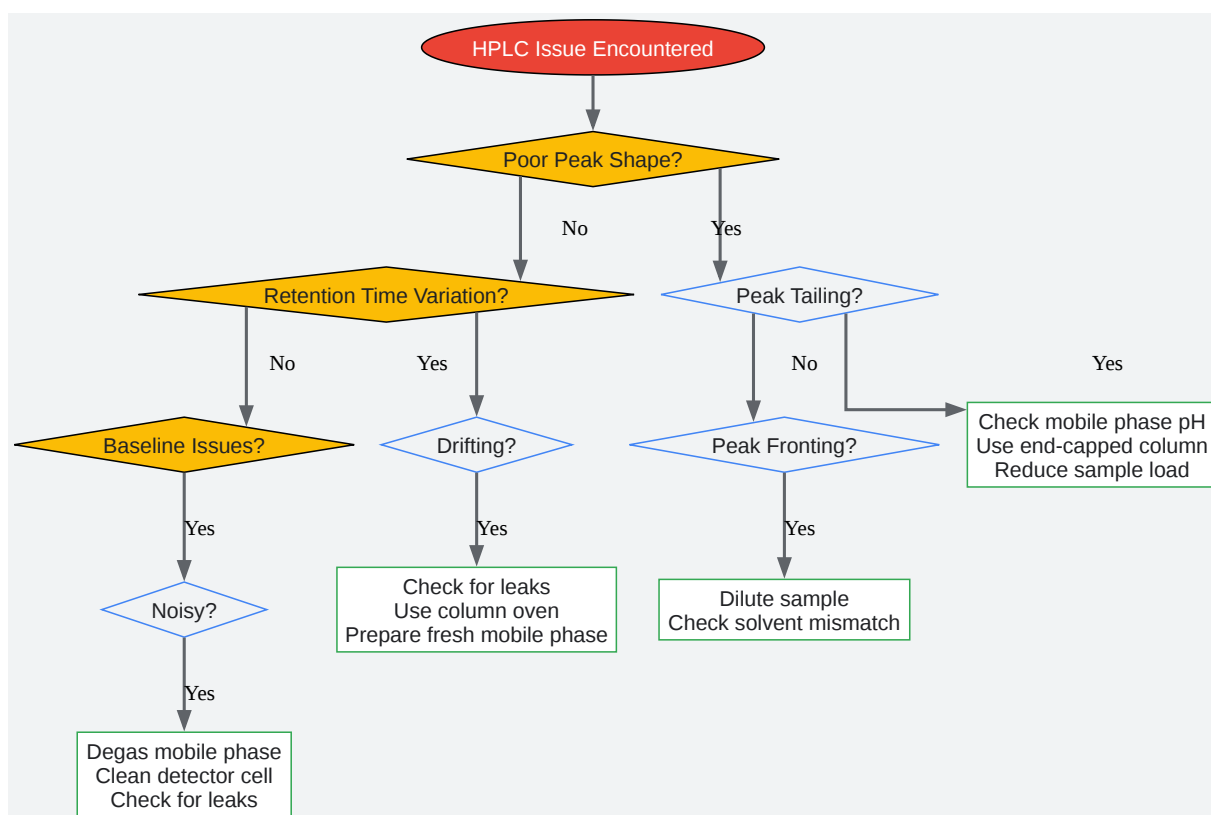 HPLC Issue Encountered
Poor Peak Shape?
No
Yes
Retention Time Variation?
Peak Tailing?
No
Yes
No
Yes
Baseline Issues?
Drifting?
Peak Fronting?
Check mobile phase pH
Use end-capped column
Reduce sample load
Yes
Yes
Yes
Noisy?
Check for leaks
Use column oven
Prepare fresh mobile phase
Dilute sample
Check solvent mismatch
Yes
Degas mobile phase
Clean detector cell
Check for leaks